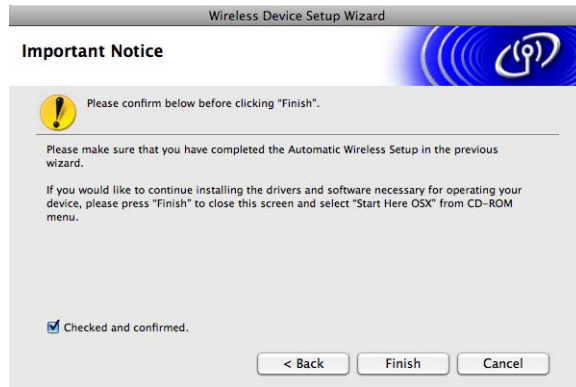 Wireless Device Setup Wizard
Important Notice
Please confirm below before clicking "Finish".
Please make sure that you have completed the Automatic Wireless Setup in the previous
wizard.
If you would like to continue installing the drivers and software necessary for operating your
device, please press "Finish" to close this screen and select "Start Here OSX" from CD-ROM
menu.
Checked and confirmed.
< Back
Finish
Cancel